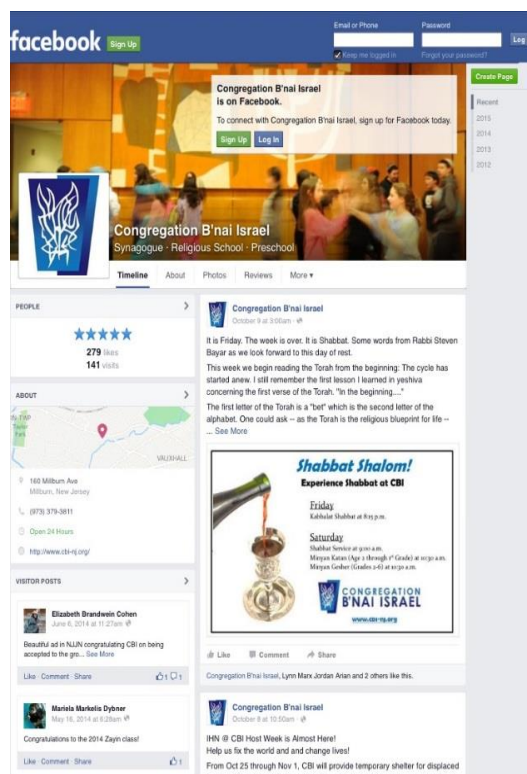 facebook
Sign Up
Email or Phone
Password
Log
Keep me logged in
Forgot your password?
Create Page
Recent
2015
2014
2013
2012
Congregation B'nai Israel
is on Facebook.
To connect with Congregation B'nai Israel, sign up for Facebook today.
Sign Up
Log In
Congregation B'nai Israel
Synagogue · Religious School · Preschool
Timeline
About
Photos
Reviews
More ▾
PEOPLE
279 likes
141 visits
ABOUT
VAUXHALL
160 Milburn Ave
Milburn, New Jersey
(973) 379-3811
Open 24 Hours
http://www.cbi-nj.org/
VISITOR POSTS
Elizabeth Brandwein Cohen
June 6, 2014 at 11:27am
Beautiful ad in NJJN congratulating CBI on being
accepted to the gro... See More
Like · Comment · Share
1
1
Mariela Markelis Dybner
May 16, 2014 at 6:28am
Congratulations to the 2014 Zayin class!
Like · Comment · Share
1
Congregation B'nai Israel
October 9 at 3:00am ·
It is Friday. The week is over. It is Shabbat. Some words from Rabbi Steven
Bayar as we look forward to this day of rest.
This week we begin reading the Torah from the beginning: The cycle has
started anew. I still remember the first lesson I learned in yeshiva
concerning the first verse of the Torah. "In the beginning...."
The first letter of the Torah is a "bet" which is the second letter of the
alphabet. One could ask -- as the Torah is the religious blueprint for life --
... See More
Shabbat Shalom!
Experience Shabbat at CBI
Friday
Kabbalat Shabbat at 8:15 p.m.
Saturday
Shabbat Service at 9:00 a.m.
Minyan Katan (Age 2 through 1st Grade) at 10:30 a.m.
Minyan Gesher (Grades 2-6) at 10:30 a.m.
CONGREGATION
B'NAI ISRAEL
www.cbi-nj.org
Like
Comment
Share
Congregation B'nai Israel, Lynn Marx Jordan Arian and 2 others like this.
Congregation B'nai Israel
October 8 at 10:50am ·
IHN @ CBI Host Week is Almost Here!
Help us fix the world and and change lives!
From Oct 25 through Nov 1, CBI will provide temporary shelter for displaced